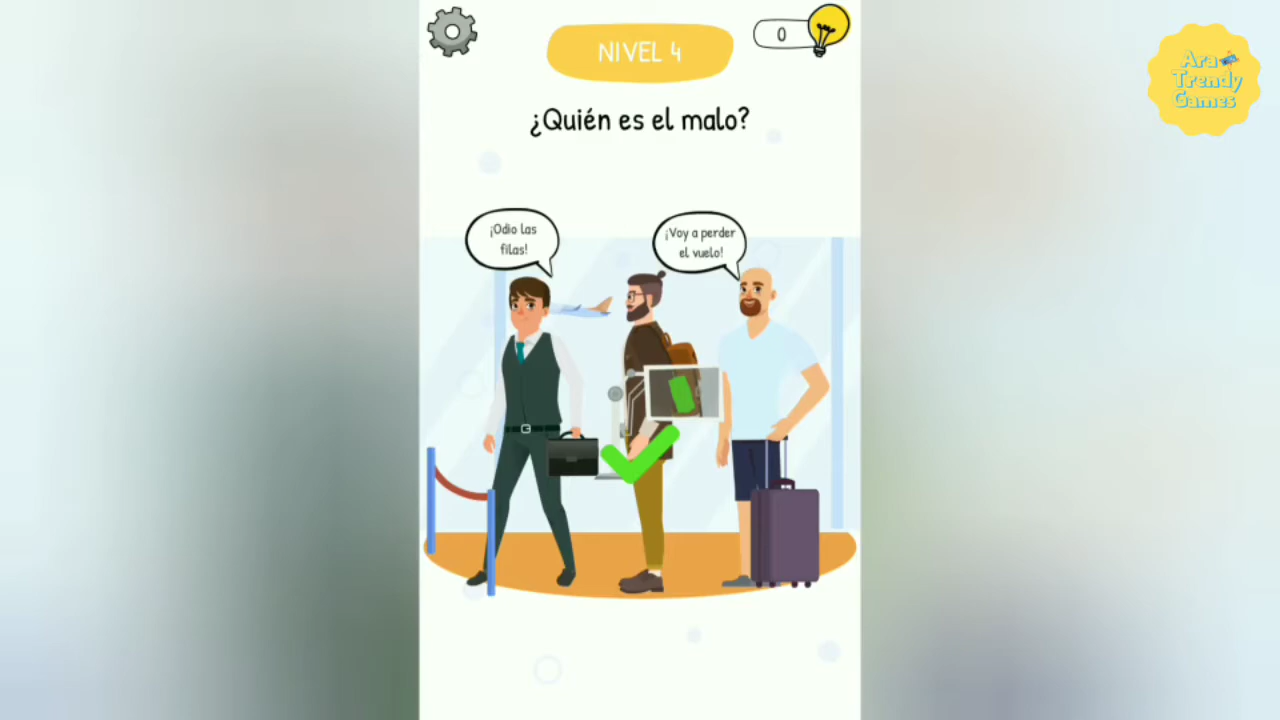 NIVEL 4
0
¿Quién es el malo?
¡Odio las
filas!
¡Voy a perder
el vuelo!
Ara
Trendy
Games